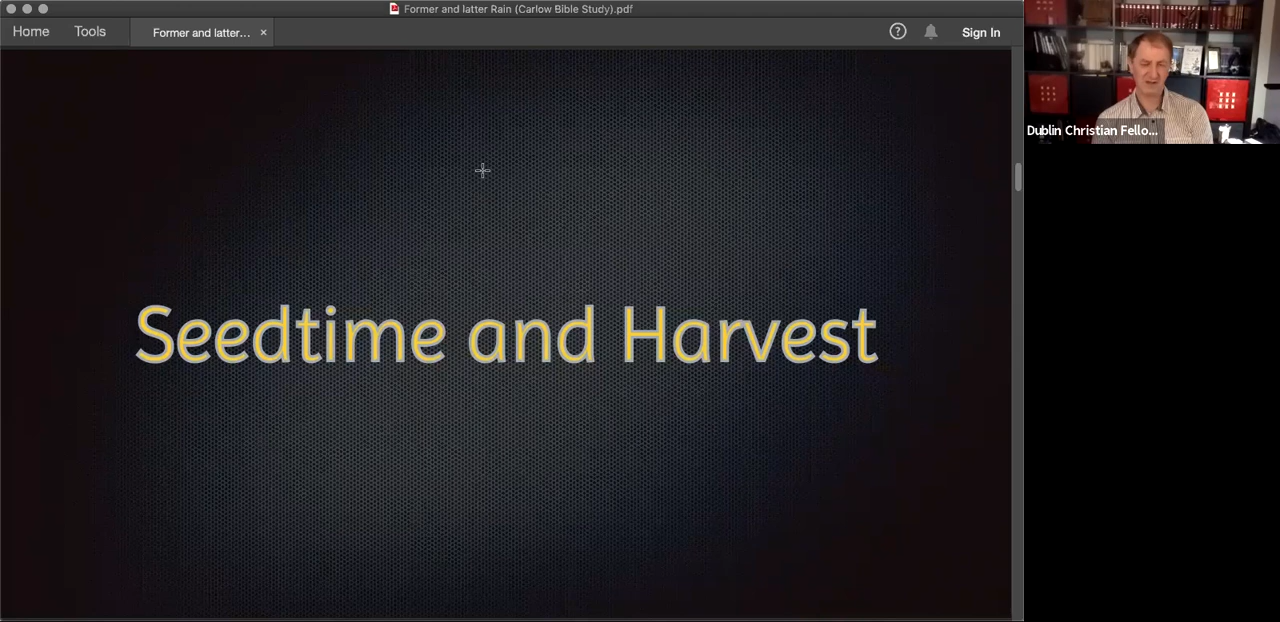 Former and latter Rain (Carlow Bible Study).pdf
Home Tools Former and latter... × ? Sign In
Dublin Christian Fello...
Seedtime and Harvest